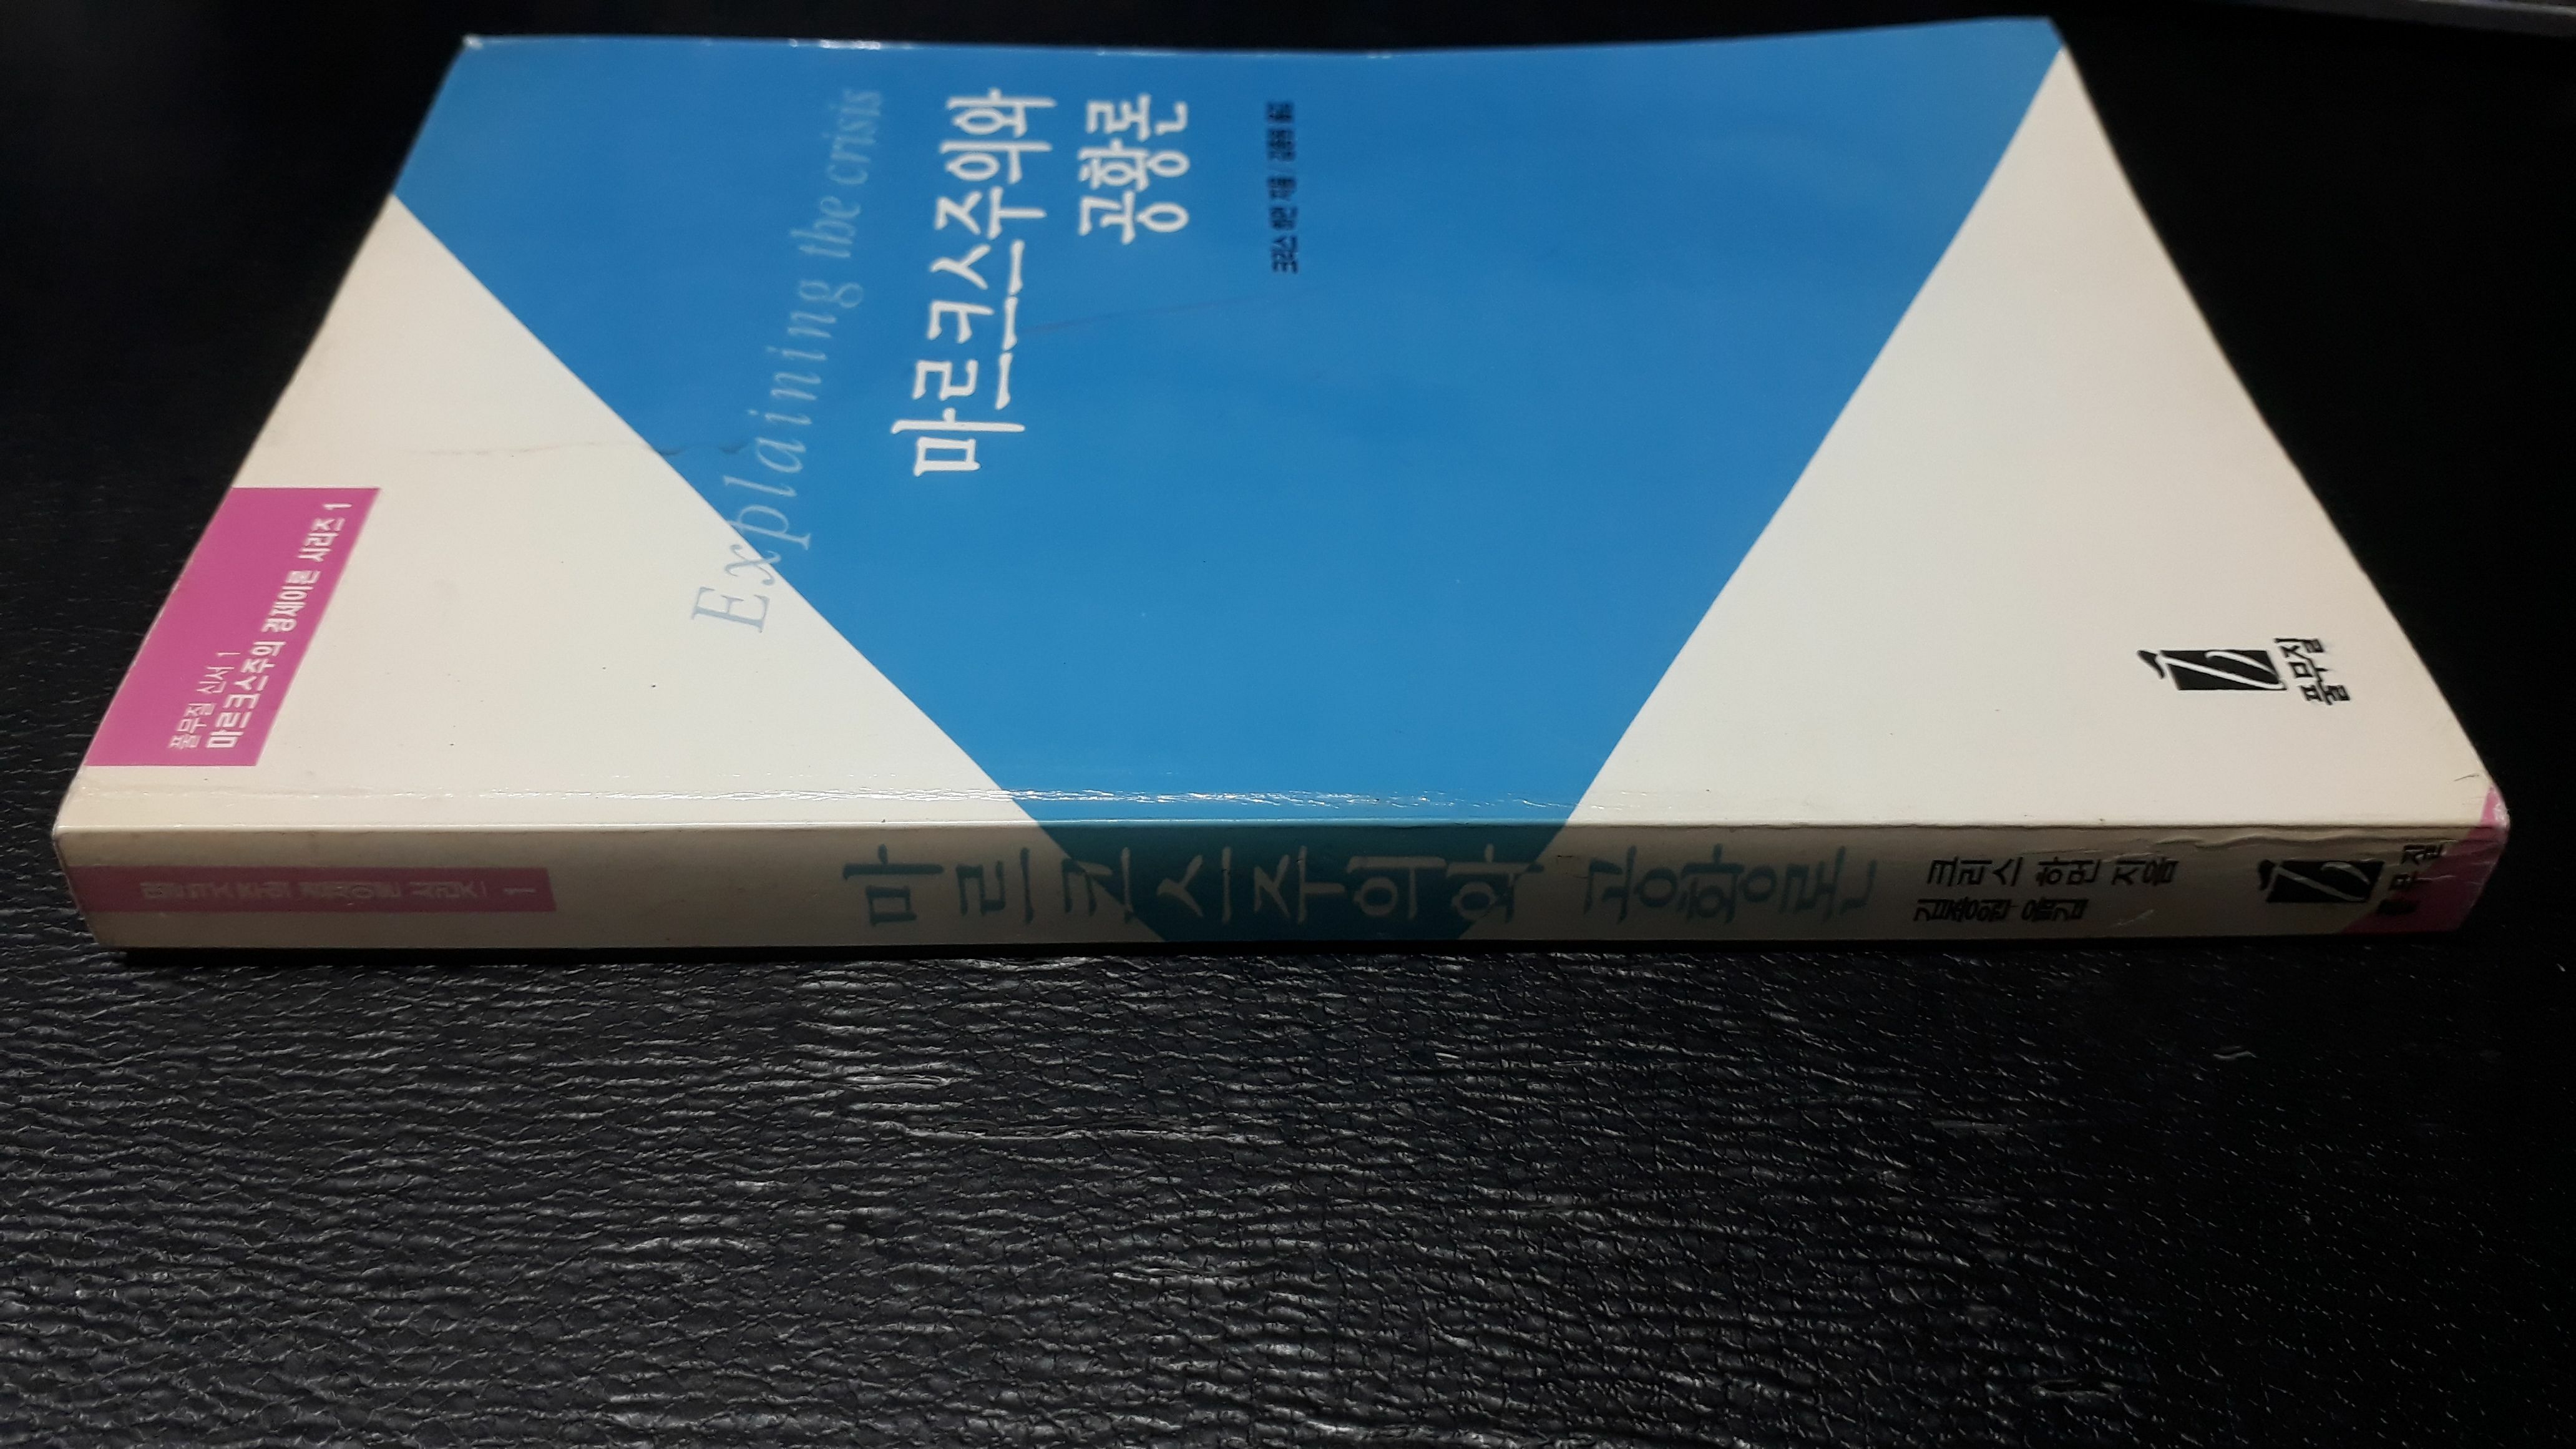 풀무질 신서 1
마르크스주의 경제이론 시리즈 1
Explaining the crisis
마르크스주의와
공황론
크리스 하먼 지음 / 김종원 옮김
풀무질
마르크스주의 경제이론 시리즈 1
마르크스주의와 공황론
크리스 하먼 지음
김종원 옮김
풀무질